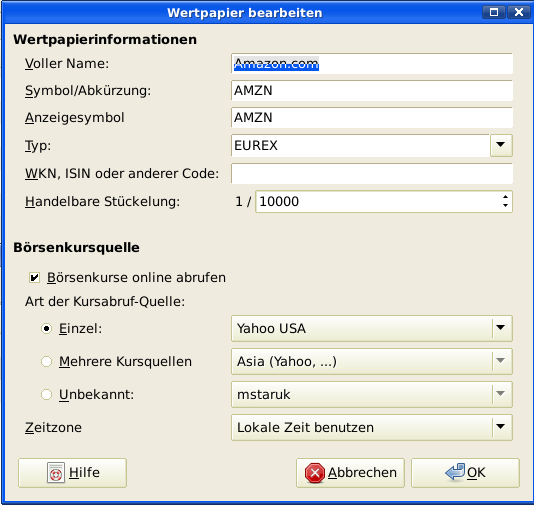 Wertpapier bearbeiten
Wertpapierinformationen
Voller Name: Amazon.com
Symbol/Abkürzung: AMZN
Anzeigesymbol AMZN
Typ: EUREX
WKN, ISIN oder anderer Code:
Handelbare Stückelung: 1 / 10000
Börsenkursquelle
Börsenkurse online abrufen
Art der Kursabruf-Quelle:
Einzel: Yahoo USA
Mehrere Kursquellen Asia (Yahoo, ...)
Unbekannt: mstaruk
Zeitzone Lokale Zeit benutzen
Hilfe Abbrechen OK